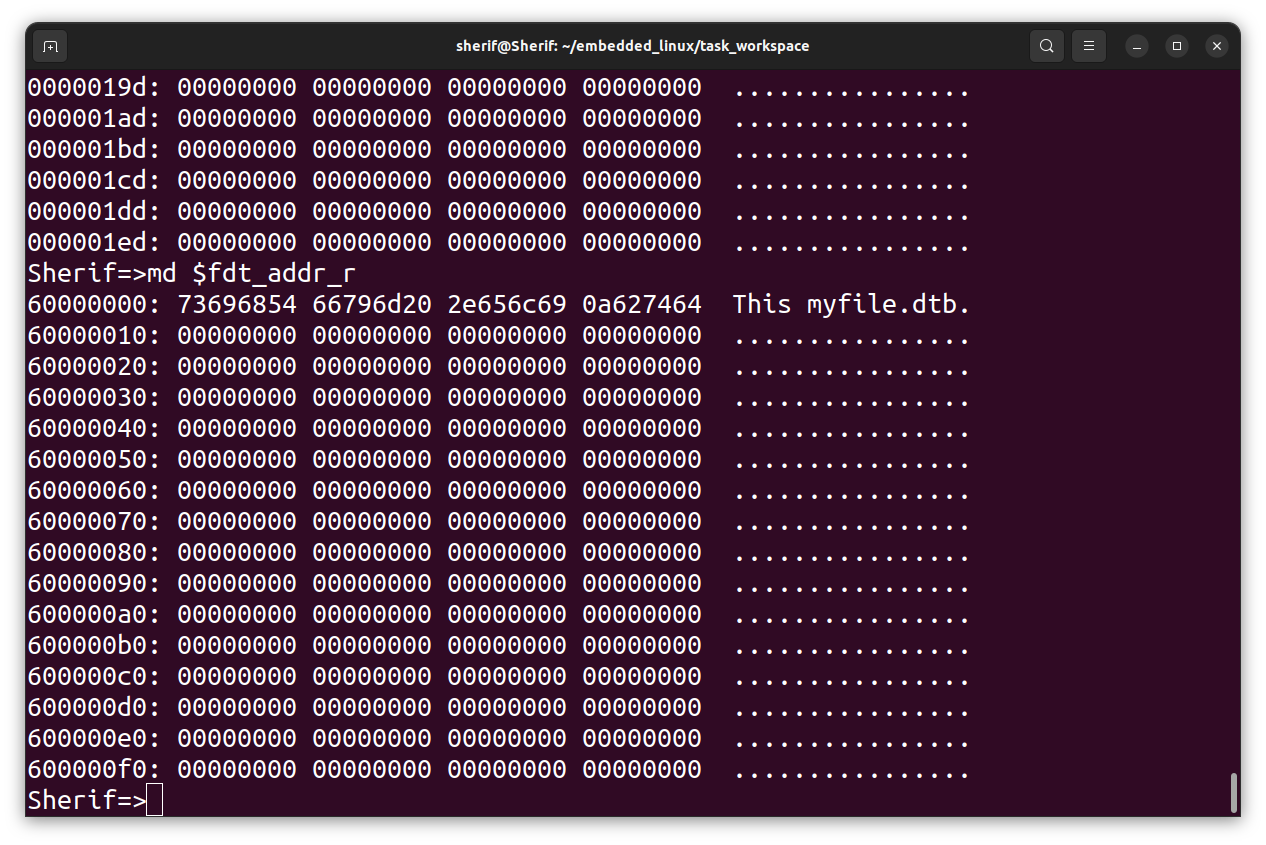 sherif@Sherif: ~/embedded_linux/task_workspace
0000019d: 00000000 00000000 00000000 00000000  ................
000001ad: 00000000 00000000 00000000 00000000  ................
000001bd: 00000000 00000000 00000000 00000000  ................
000001cd: 00000000 00000000 00000000 00000000  ................
000001dd: 00000000 00000000 00000000 00000000  ................
000001ed: 00000000 00000000 00000000 00000000  ................
Sherif=>md $fdt_addr_r
60000000: 73696854 66796d20 2e656c69 0a627464  This myfile.dtb.
60000010: 00000000 00000000 00000000 00000000  ................
60000020: 00000000 00000000 00000000 00000000  ................
60000030: 00000000 00000000 00000000 00000000  ................
60000040: 00000000 00000000 00000000 00000000  ................
60000050: 00000000 00000000 00000000 00000000  ................
60000060: 00000000 00000000 00000000 00000000  ................
60000070: 00000000 00000000 00000000 00000000  ................
60000080: 00000000 00000000 00000000 00000000  ................
60000090: 00000000 00000000 00000000 00000000  ................
600000a0: 00000000 00000000 00000000 00000000  ................
600000b0: 00000000 00000000 00000000 00000000  ................
600000c0: 00000000 00000000 00000000 00000000  ................
600000d0: 00000000 00000000 00000000 00000000  ................
600000e0: 00000000 00000000 00000000 00000000  ................
600000f0: 00000000 00000000 00000000 00000000  ................
Sherif=>